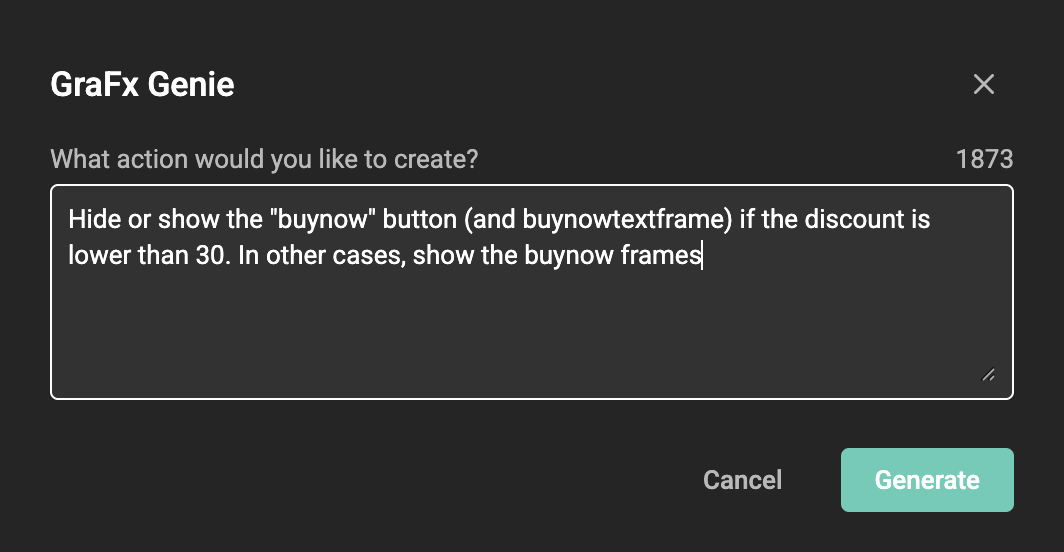 GraFx Genie
What action would you like to create?
1873
Hide or show the "buynow" button (and buynowtextframe) if the discount is
lower than 30. In other cases, show the buynow frames
Cancel
Generate